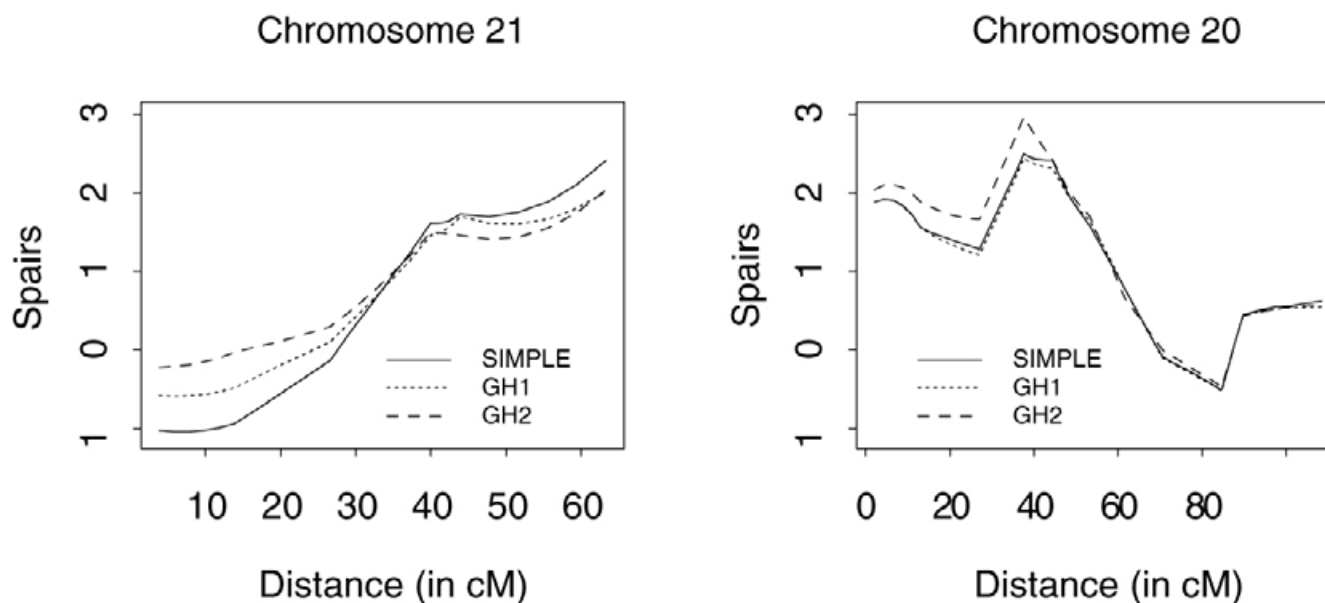 Chromosome 21
Spairs
3
2
1
0
1
SIMPLE
GH1
GH2
10 20 30 40 50 60
Distance (in cM)
Chromosome 20
Spairs
3
2
1
0
1
SIMPLE
GH1
GH2
0 20 40 60 80
Distance (in cM)